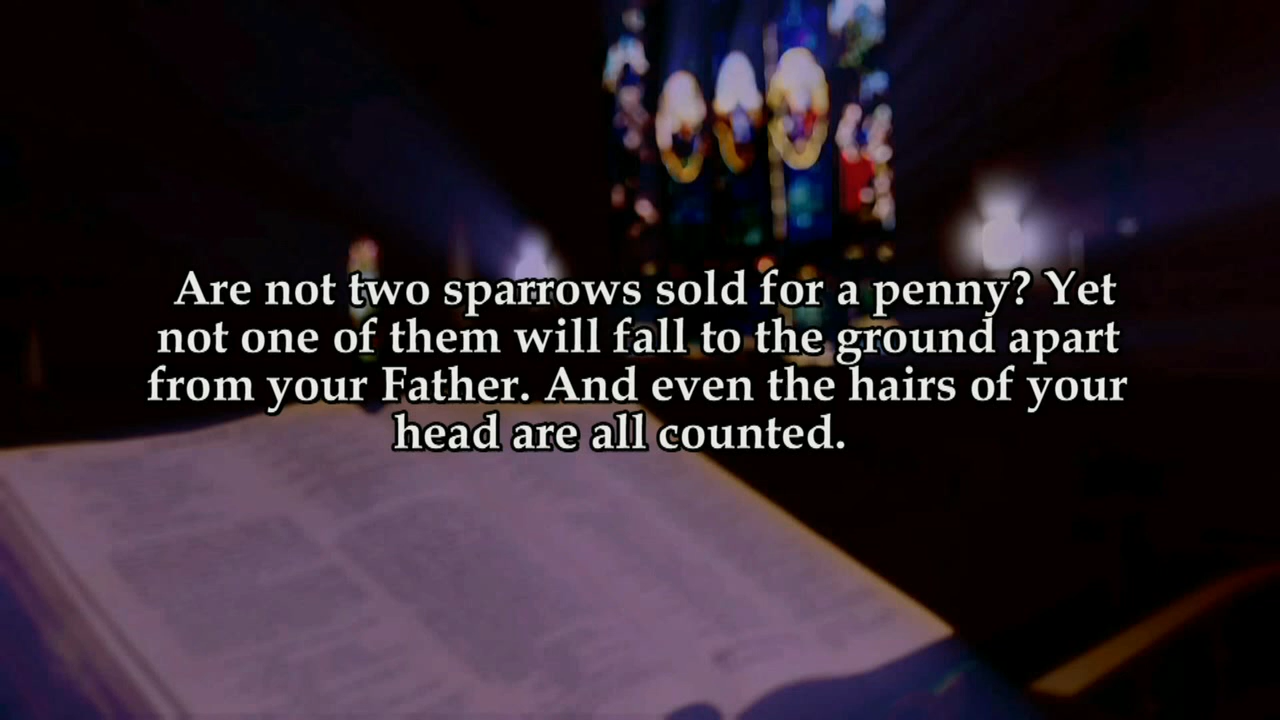 Are not two sparrows sold for a penny? Yet
not one of them will fall to the ground apart
from your Father. And even the hairs of your
head are all counted.